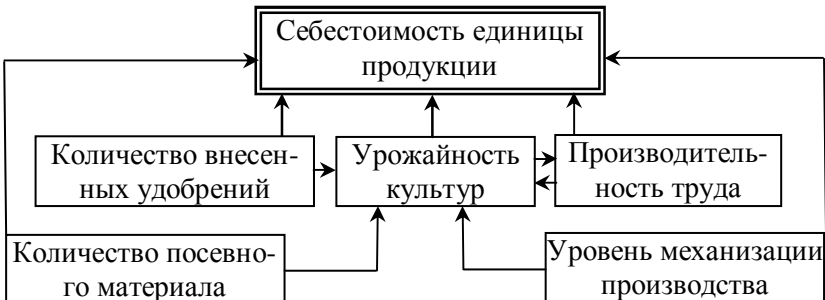 Себестоимость единицы
продукции
Количество внесен-
ных удобрений
Урожайность
культур
Производитель-
ность труда
Количество посевно-
го материала
Уровень механизации
производства